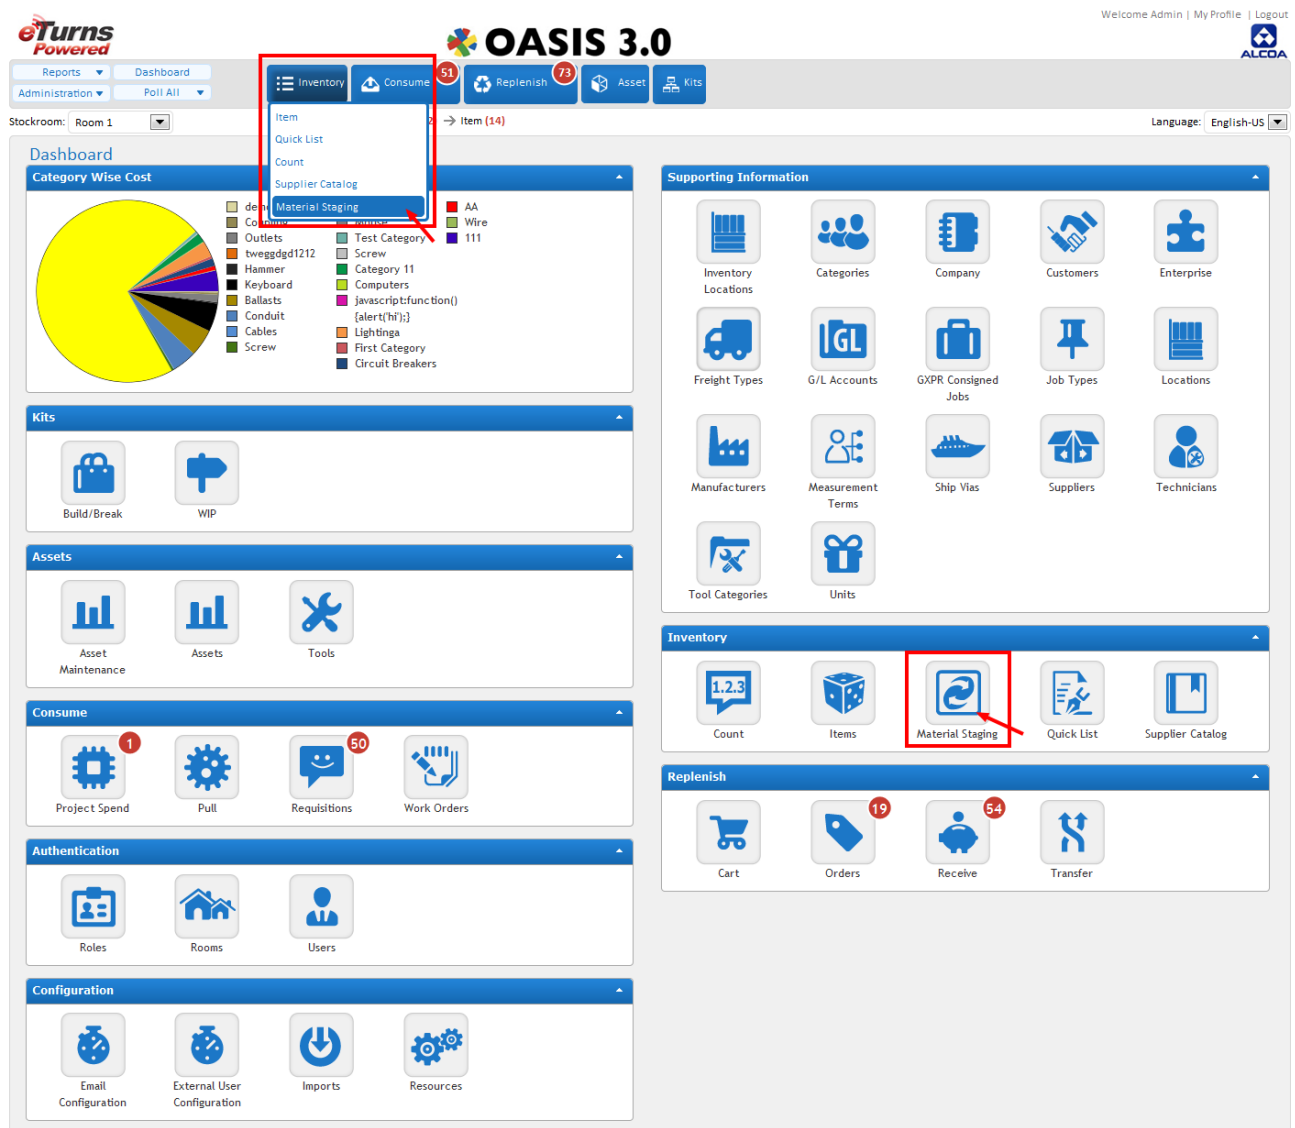 eTurns
Powered
OASIS 3.0
Welcome Admin | My Profile | Logout
ALCOA
Reports
Dashboard
Administration
Poll All
Inventory
Consume
51
Replenish
73
Asset
Kits
Stockroom: Room 1
Item
Quick List
Count
Supplier Catalog
Material Staging
2 → Item (14)
Language: English-US
Dashboard
Category Wise Cost
Outlets
tweggdgd1212
Hammer
Keyboard
Ballasts
Conduit
Cables
Screw
Test Category
Screw
Category 11
Computers
javascript:function()
{alert('hi');}
Lightinga
First Category
Circuit Breakers
AA
Wire
111
Kits
Build/Break
WIP
Assets
Asset
Maintenance
Assets
Tools
Consume
1
50
Project Spend
Pull
Requisitions
Work Orders
Authentication
Roles
Rooms
Users
Configuration
Email
Configuration
External User
Configuration
Imports
Resources
Supporting Information
Inventory
Locations
Categories
Company
Customers
Enterprise
GL
Freight Types
G/L Accounts
GXPR Consigned
Jobs
Job Types
Locations
Manufacturers
Measurement
Terms
Ship Vias
Suppliers
Technicians
Tool Categories
Units
Inventory
1.2.3
Count
Items
Material Staging
Quick List
Supplier Catalog
Replenish
19
54
Cart
Orders
Receive
Transfer